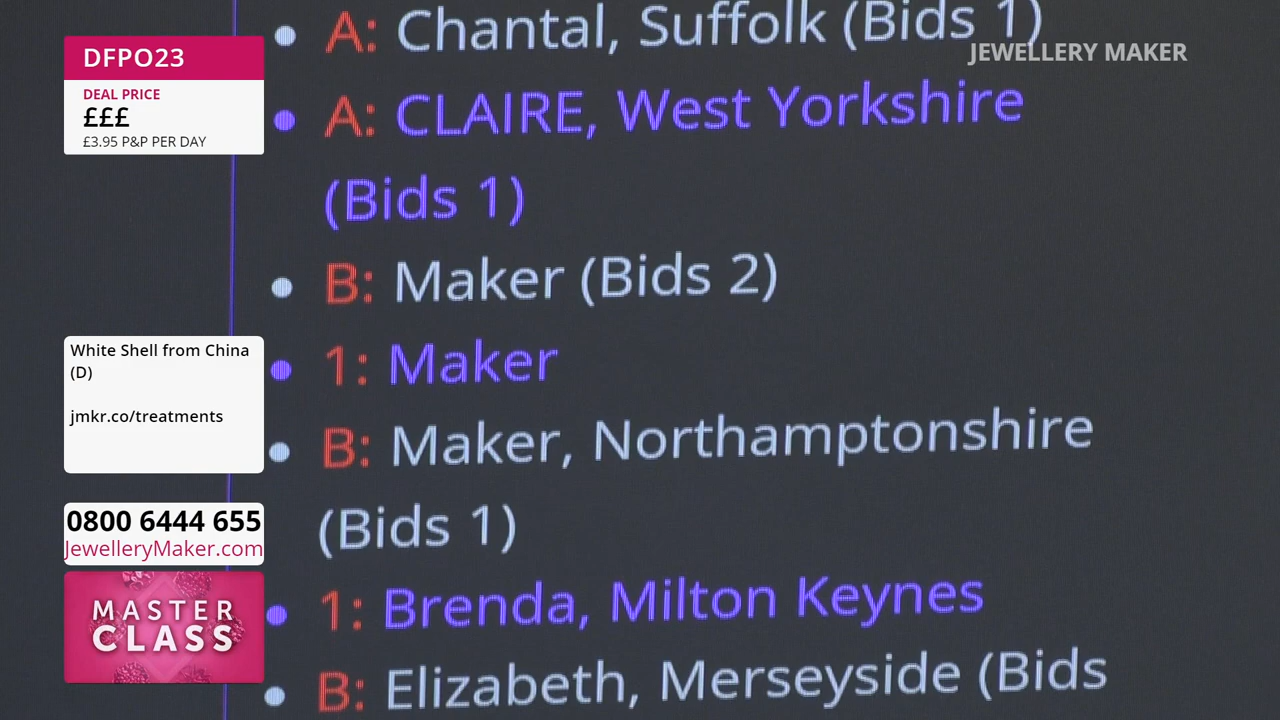 A: Chantal, Suffolk (Bids 1)
JEWELLERY MAKER
DFPO23
DEAL PRICE
£££
£3.95 P&P PER DAY
A: CLAIRE, West Yorkshire
(Bids 1)
B: Maker (Bids 2)
White Shell from China
(D)
jmkr.co/treatments
1: Maker
B: Maker, Northamptonshire
(Bids 1)
0800 6444 655
JewelleryMaker.com
MASTER
CLASS
1: Brenda, Milton Keynes
B: Elizabeth, Merseyside (Bids